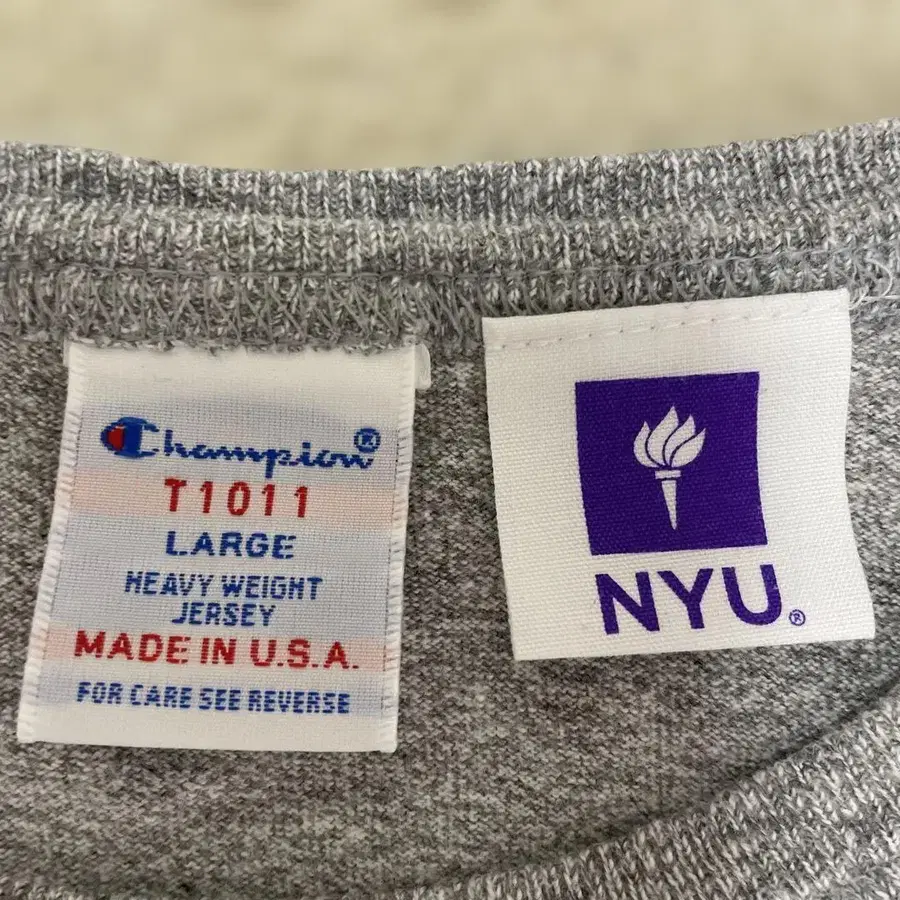 Champion®
T1011
LARGE
HEAVY WEIGHT
JERSEY
MADE IN U.S.A.
FOR CARE SEE REVERSE
NYU®